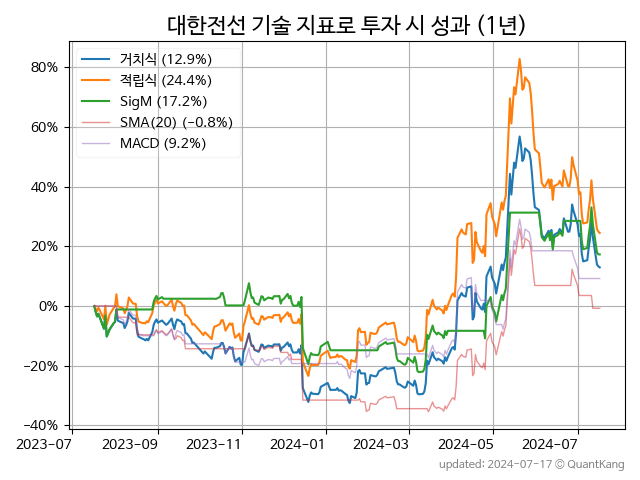 대한전선 기술 지표로 투자 시 성과 (1년)
거치식 (12.9%)
적립식 (24.4%)
SigM (17.2%)
SMA(20) (−0.8%)
MACD (9.2%)
80%
60%
40%
20%
0%
−20%
−40%
2023-07 2023-09 2023-11 2024-01 2024-03 2024-05 2024-07
updated: 2024-07-17 © QuantKang